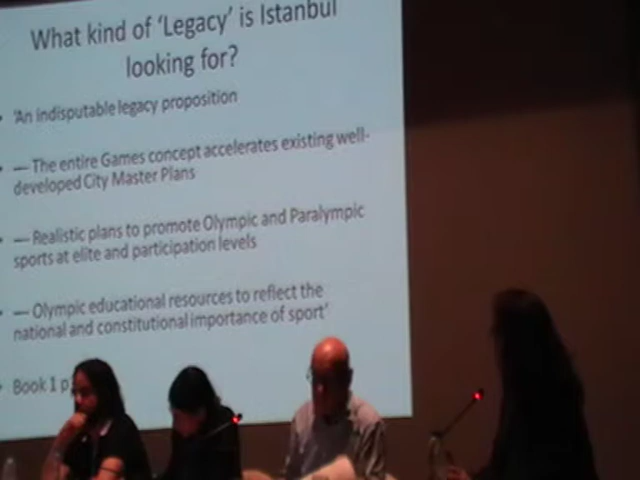 What kind of 'Legacy' is Istanbul
looking for?
• 'An indisputable legacy proposition
• — The entire Games concept accelerates existing well-
developed City Master Plans
• — Realistic plans to promote Olympic and Paralympic
sports at elite and participation levels
• — Olympic educational resources to reflect the
national and constitutional importance of sport'
• Book 1 p